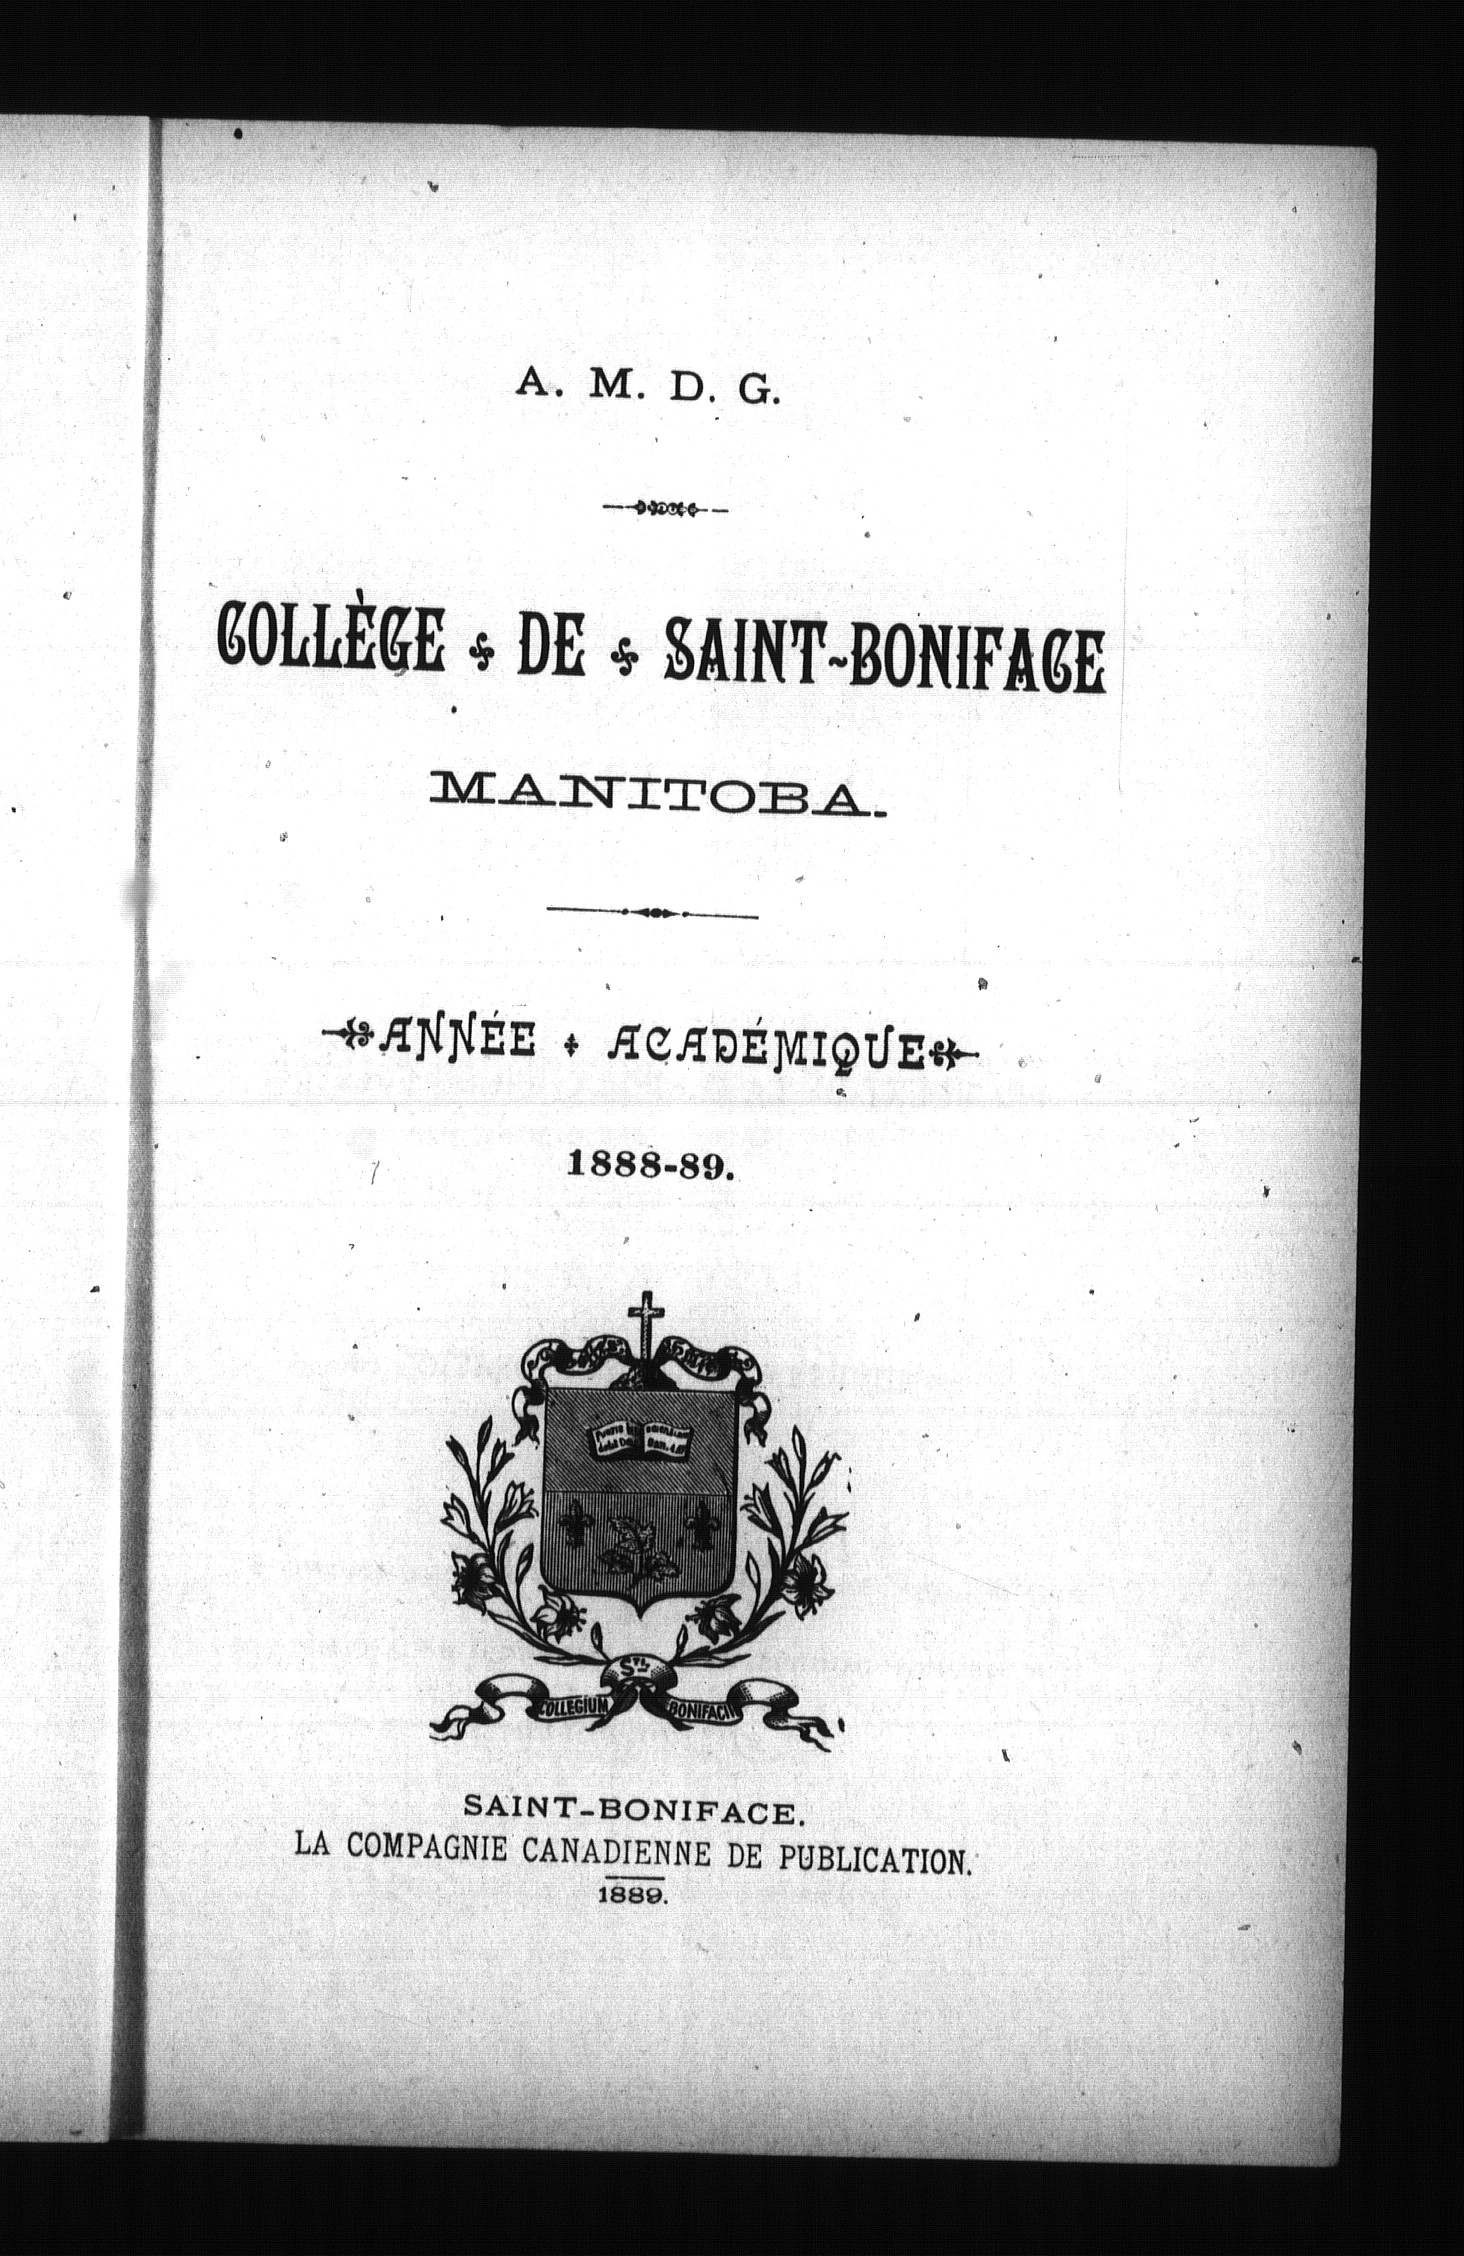 A. M. D. G.
COLLÈGE DE SAINT-BONIFACE
MANITOBA.
ANNÉE ACADÉMIQUE
1888-89.
STI
COLLEGIUM BONIFACII
SAINT-BONIFACE.
LA COMPAGNIE CANADIENNE DE PUBLICATION.
1889.